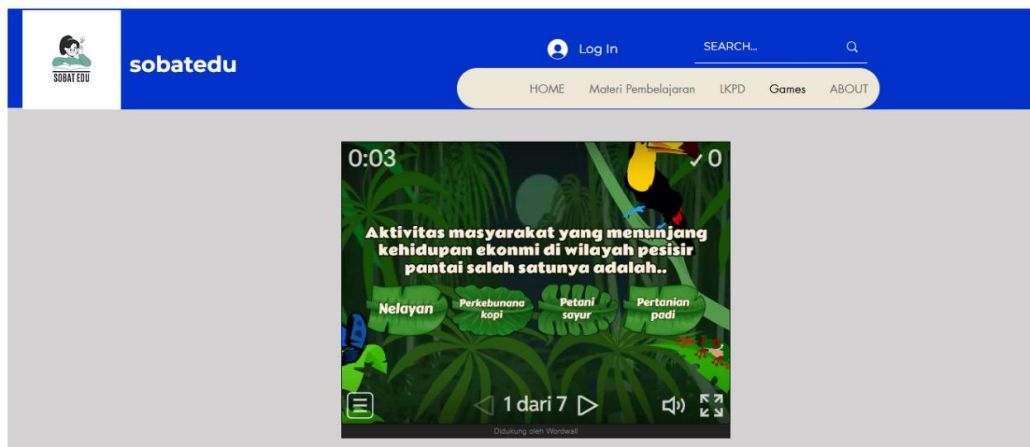 SOBAT EDU
sobatedu
Log In
SEARCH...
HOME Materi Pembelajaran LKPD Games ABOUT
0:03
0
Aktivitas masyarakat yang menunjang
kehidupan ekonmi di wilayah pesisir
pantai salah satunya adalah..
Nelayan
Perkebunana
kopi
Petani
sayur
Pertanian
padi
1 dari 7
Didukung oleh Wordwall